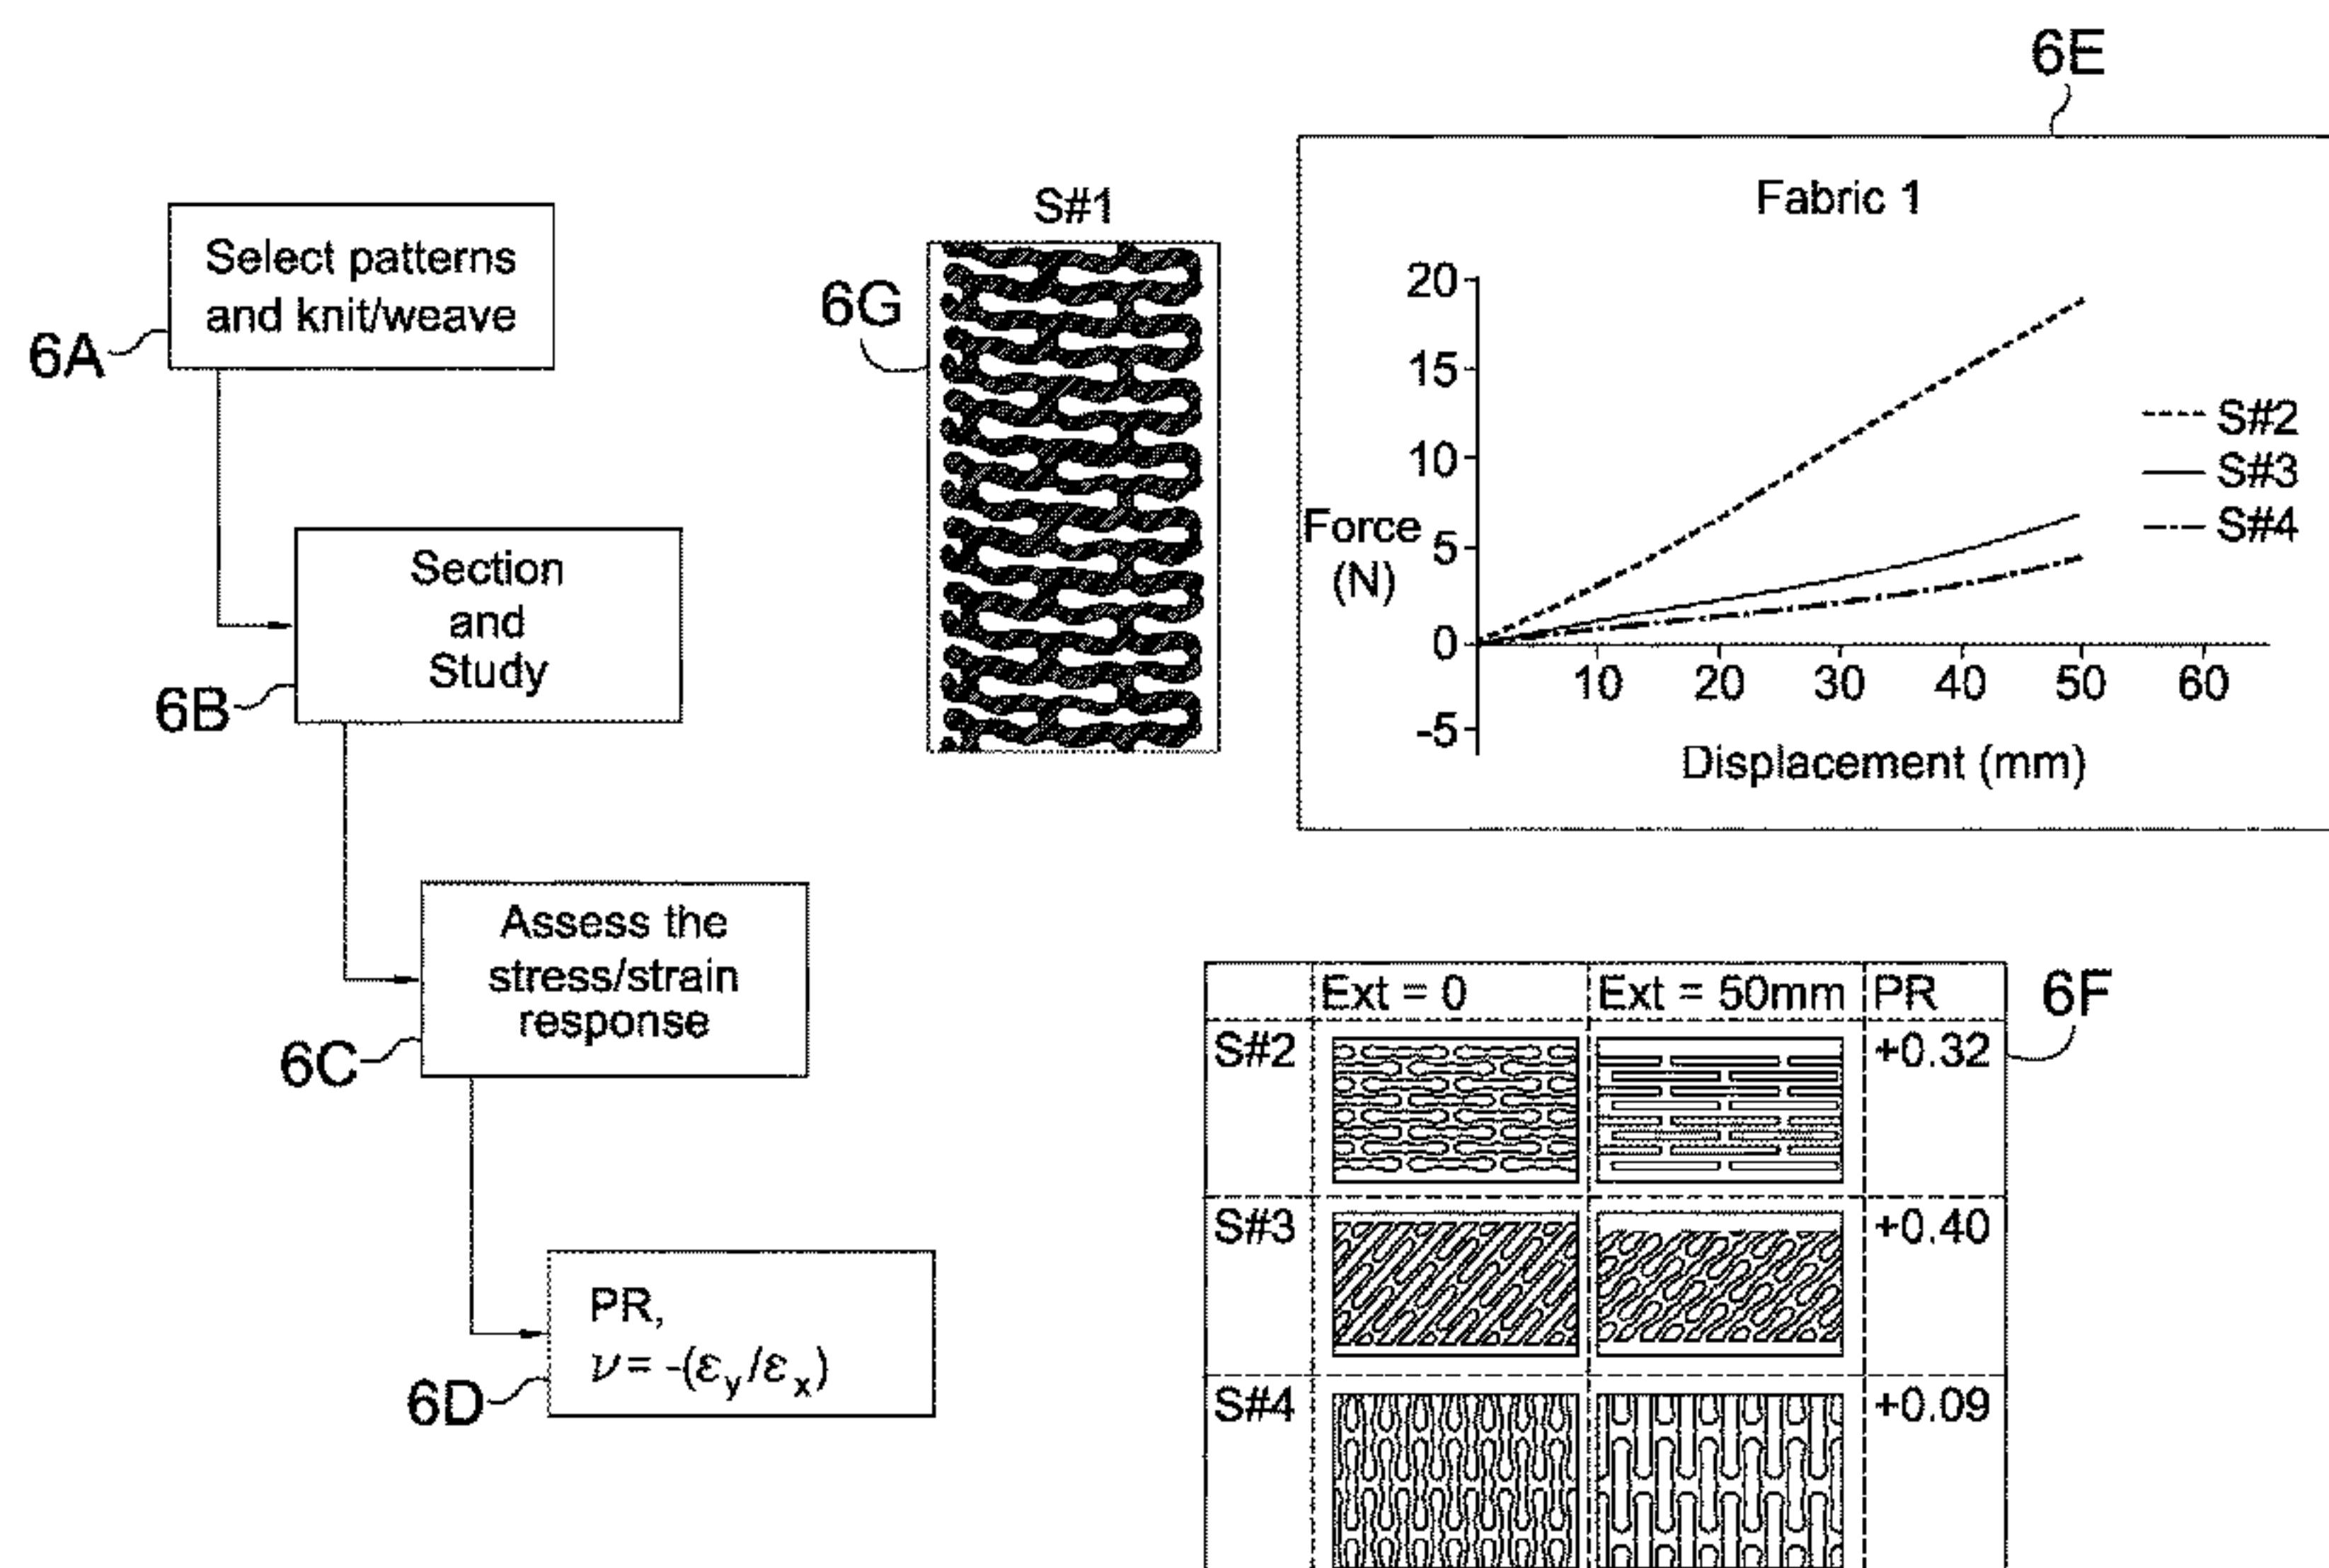 6A
Select patterns
and knit/weave
6B
Section
and
Study
6C
Assess the
stress/strain
response
6D
PR,
ν = -(εy/εx)
S#1
6G
6E
Fabric 1
20
15
10
5
0
-5
Force
(N)
10 20 30 40 50 60
Displacement (mm)
S#2
S#3
S#4
6F
Ext = 0 Ext = 50mm PR
S#2 +0.32
S#3 +0.40
S#4 +0.09